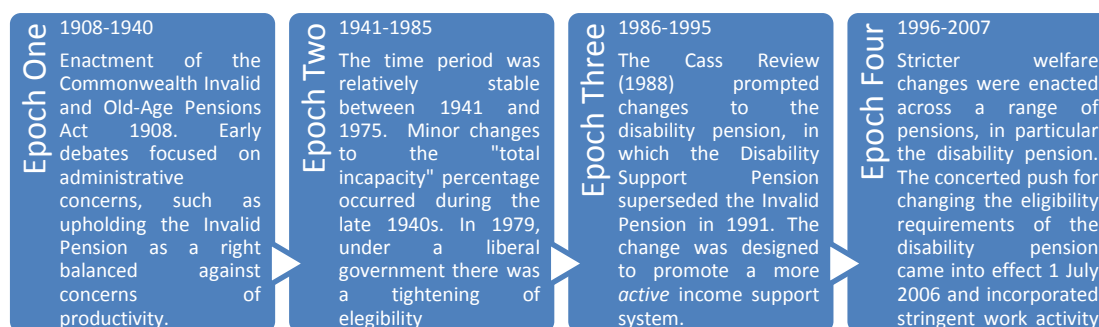 Epoch One
1908-1940
Enactment of the
Commonwealth Invalid
and Old-Age Pensions
Act 1908. Early
debates focused on
administrative
concerns, such as
upholding the Invalid
Pension as a right
balanced against
concerns of
productivity.
Epoch Two
1941-1985
The time period was
relatively stable
between 1941 and
1975. Minor changes
to the "total
incapacity" percentage
occurred during the
late 1940s. In 1979,
under a liberal
government there was
a tightening of
elegibility
Epoch Three
1986-1995
The Cass Review
(1988) prompted
changes to the
disability pension, in
which the Disability
Support Pension
superseded the Invalid
Pension in 1991. The
change was designed
to promote a more
active income support
system.
Epoch Four
1996-2007
Stricter welfare
changes were enacted
across a range of
pensions, in particular
the disability pension.
The concerted push for
changing the eligibility
requirements of the
disability pension
came into effect 1 July
2006 and incorporated
stringent work activity